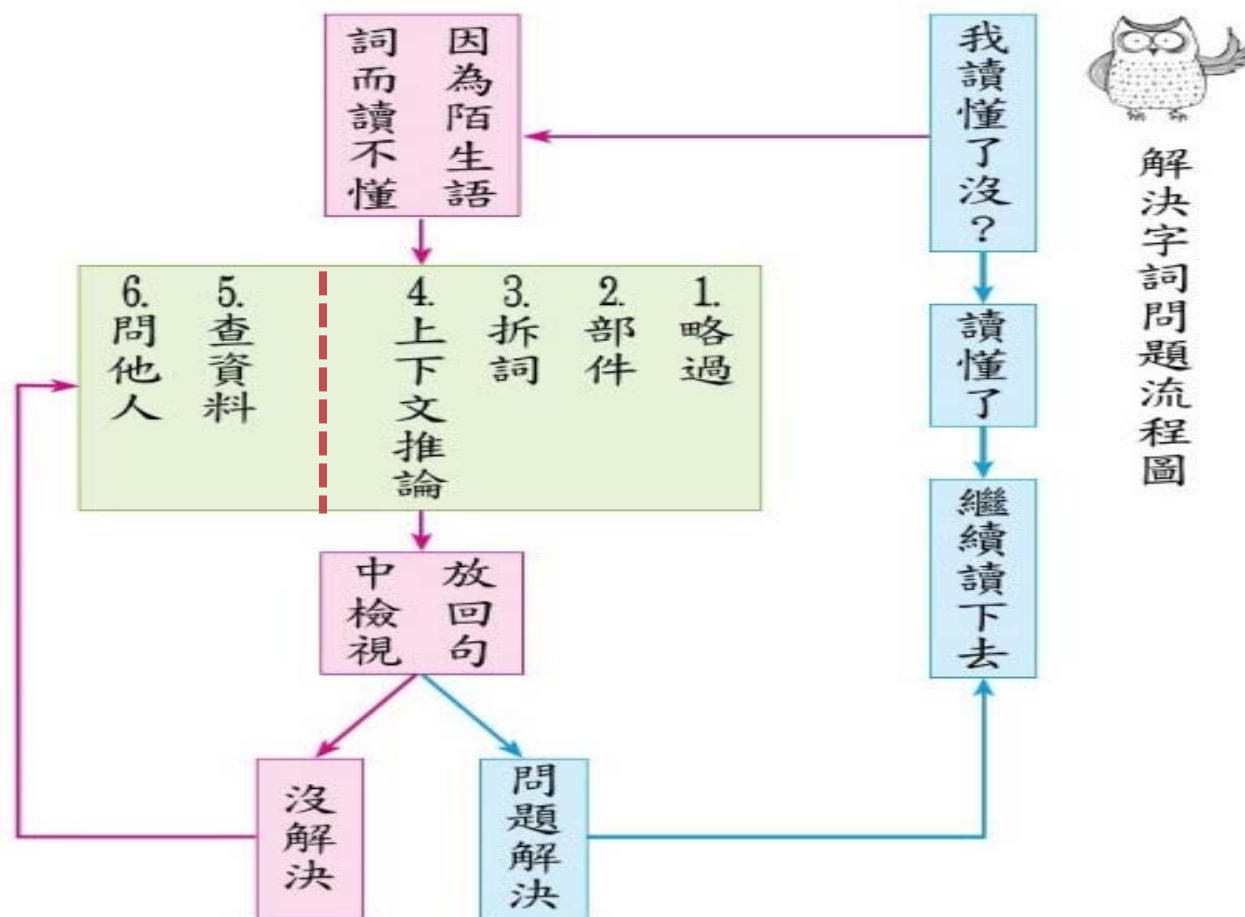 解決字詞問題流程圖
我讀懂了沒？
讀懂了
繼續讀下去
因為陌生語
詞而讀不懂
1.略過
2.部件
3.拆詞
4.上下文推論
5.查資料
6.問他人
放回句
中檢視
問題解決
沒解決